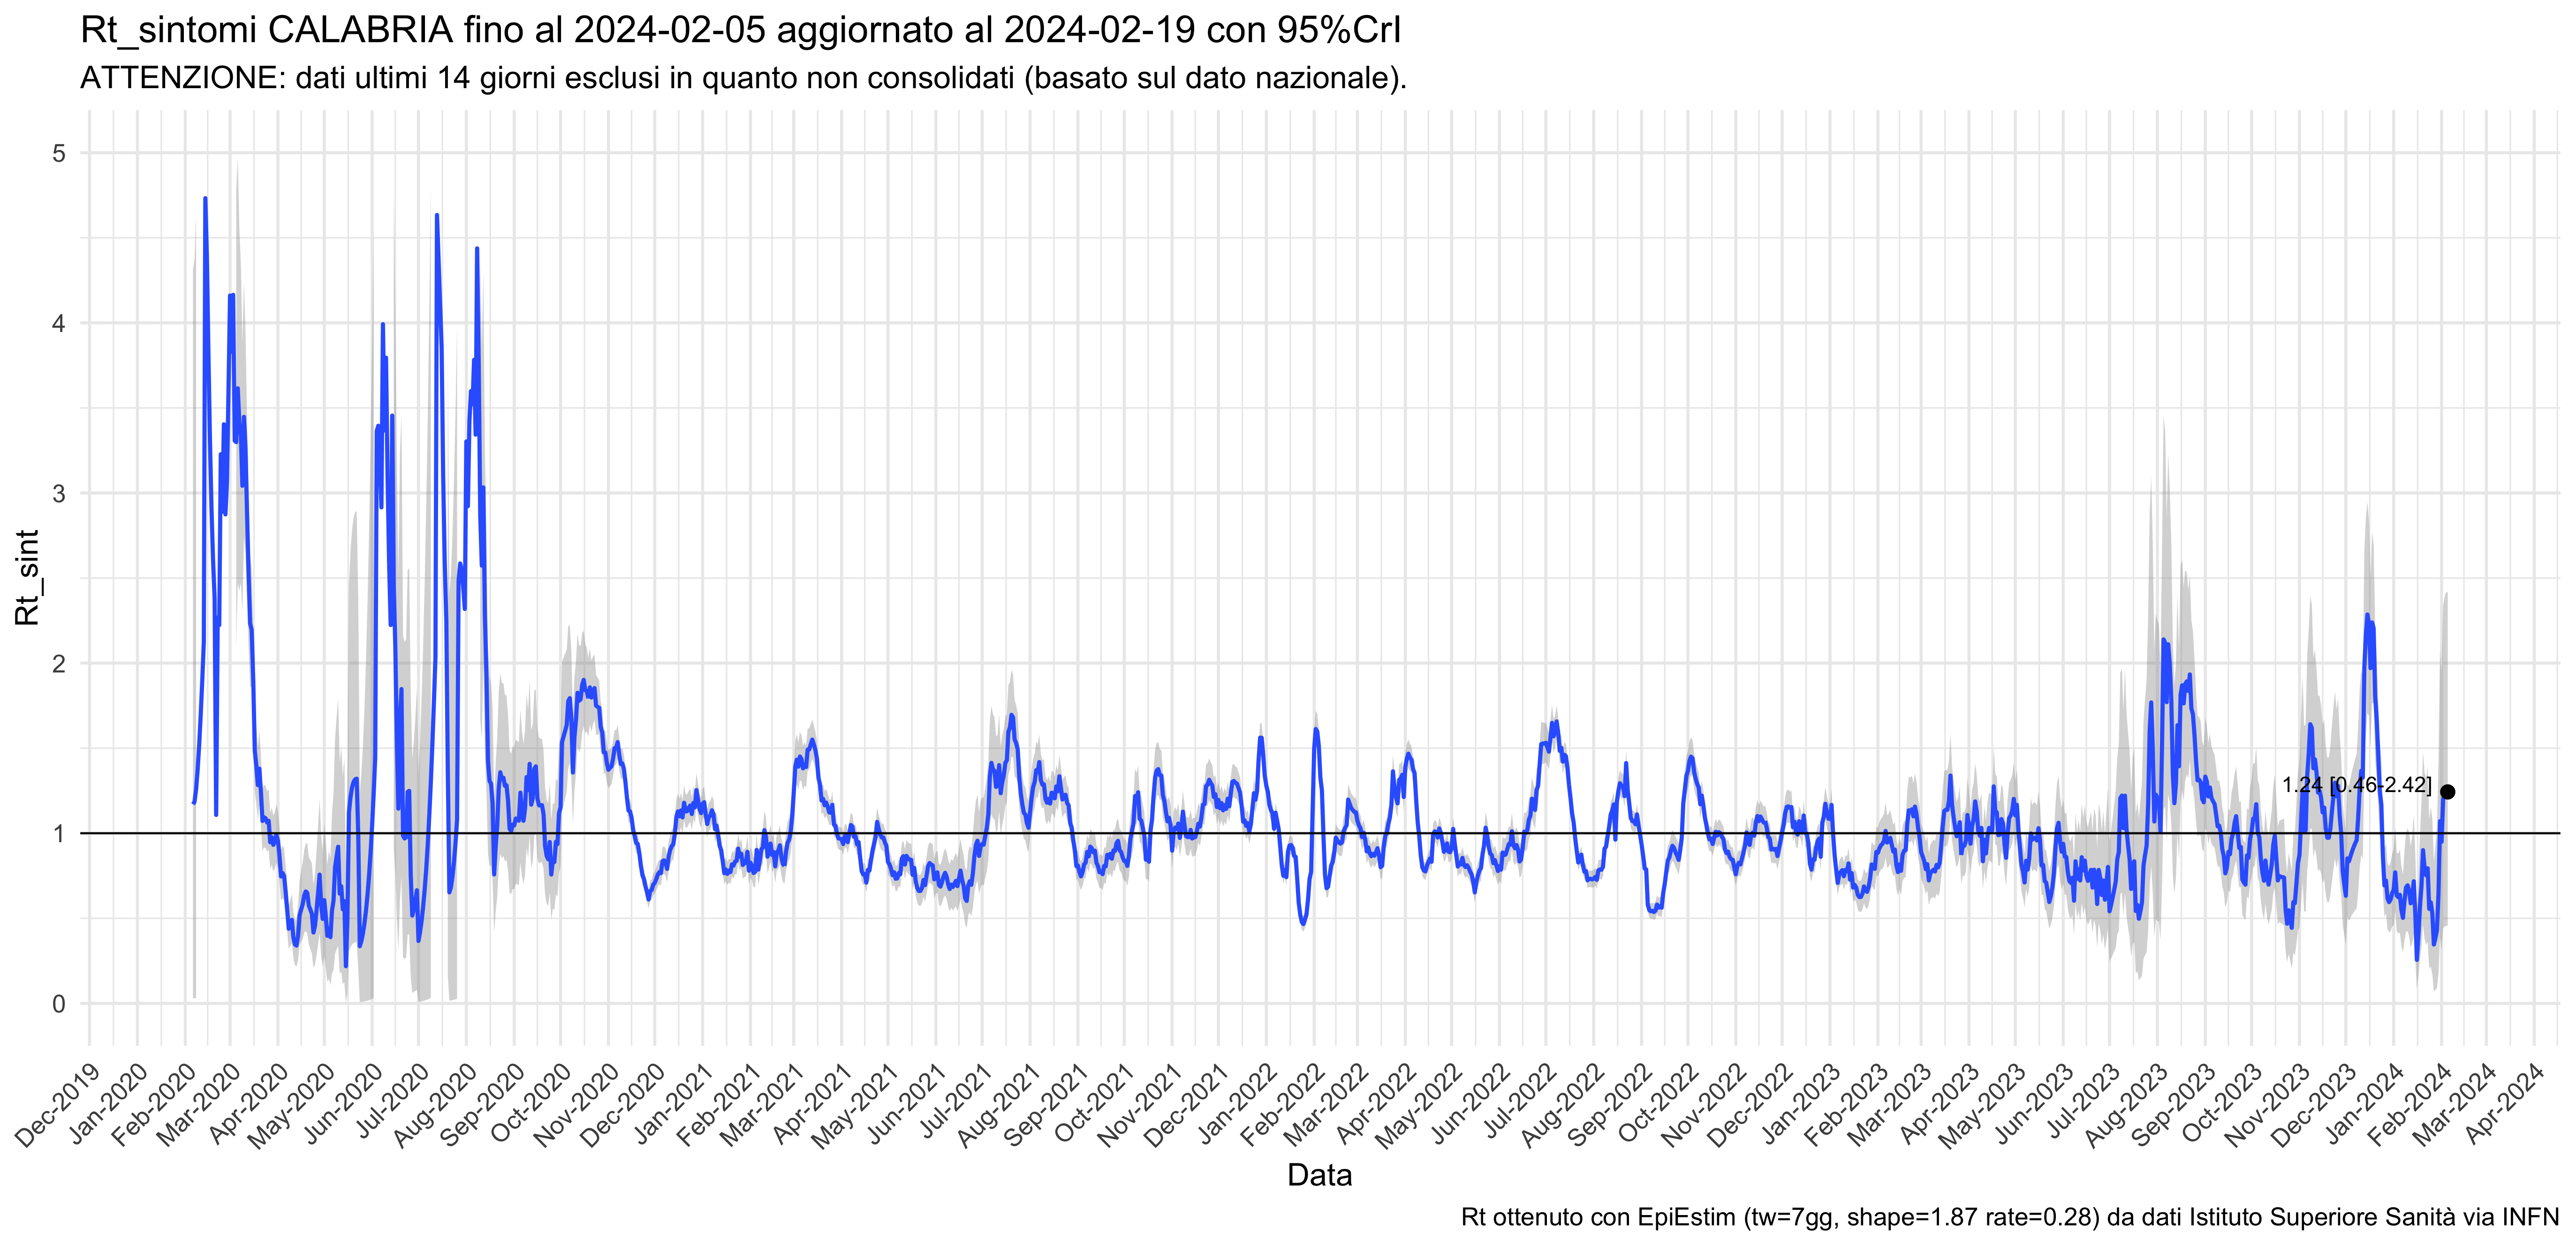 Rt_sintomi CALABRIA fino al 2024-02-05 aggiornato al 2024-02-19 con 95%CrI
ATTENZIONE: dati ultimi 14 giorni esclusi in quanto non consolidati (basato sul dato nazionale).
5
4
3
2
1
0
Rt_sint
1.24 [0.46-2.42]
Dec-2019
Jan-2020
Feb-2020
Mar-2020
Apr-2020
May-2020
Jun-2020
Jul-2020
Aug-2020
Sep-2020
Oct-2020
Nov-2020
Dec-2020
Jan-2021
Feb-2021
Mar-2021
Apr-2021
May-2021
Jun-2021
Jul-2021
Aug-2021
Sep-2021
Oct-2021
Nov-2021
Dec-2021
Jan-2022
Feb-2022
Mar-2022
Apr-2022
May-2022
Jun-2022
Jul-2022
Aug-2022
Sep-2022
Oct-2022
Nov-2022
Dec-2022
Jan-2023
Feb-2023
Mar-2023
Apr-2023
May-2023
Jun-2023
Jul-2023
Aug-2023
Sep-2023
Oct-2023
Nov-2023
Dec-2023
Jan-2024
Feb-2024
Mar-2024
Apr-2024
Data
Rt ottenuto con EpiEstim (tw=7gg, shape=1.87 rate=0.28) da dati Istituto Superiore Sanità via INFN